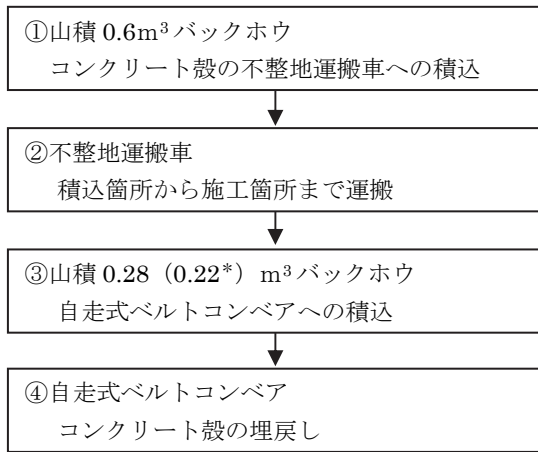 ①山積 0.6m³ バックホウ
コンクリート殻の不整地運搬車への積込
②不整地運搬車
積込箇所から施工箇所まで運搬
③山積 0.28（0.22*）m³ バックホウ
自走式ベルトコンベアへの積込
④自走式ベルトコンベア
コンクリート殻の埋戻し